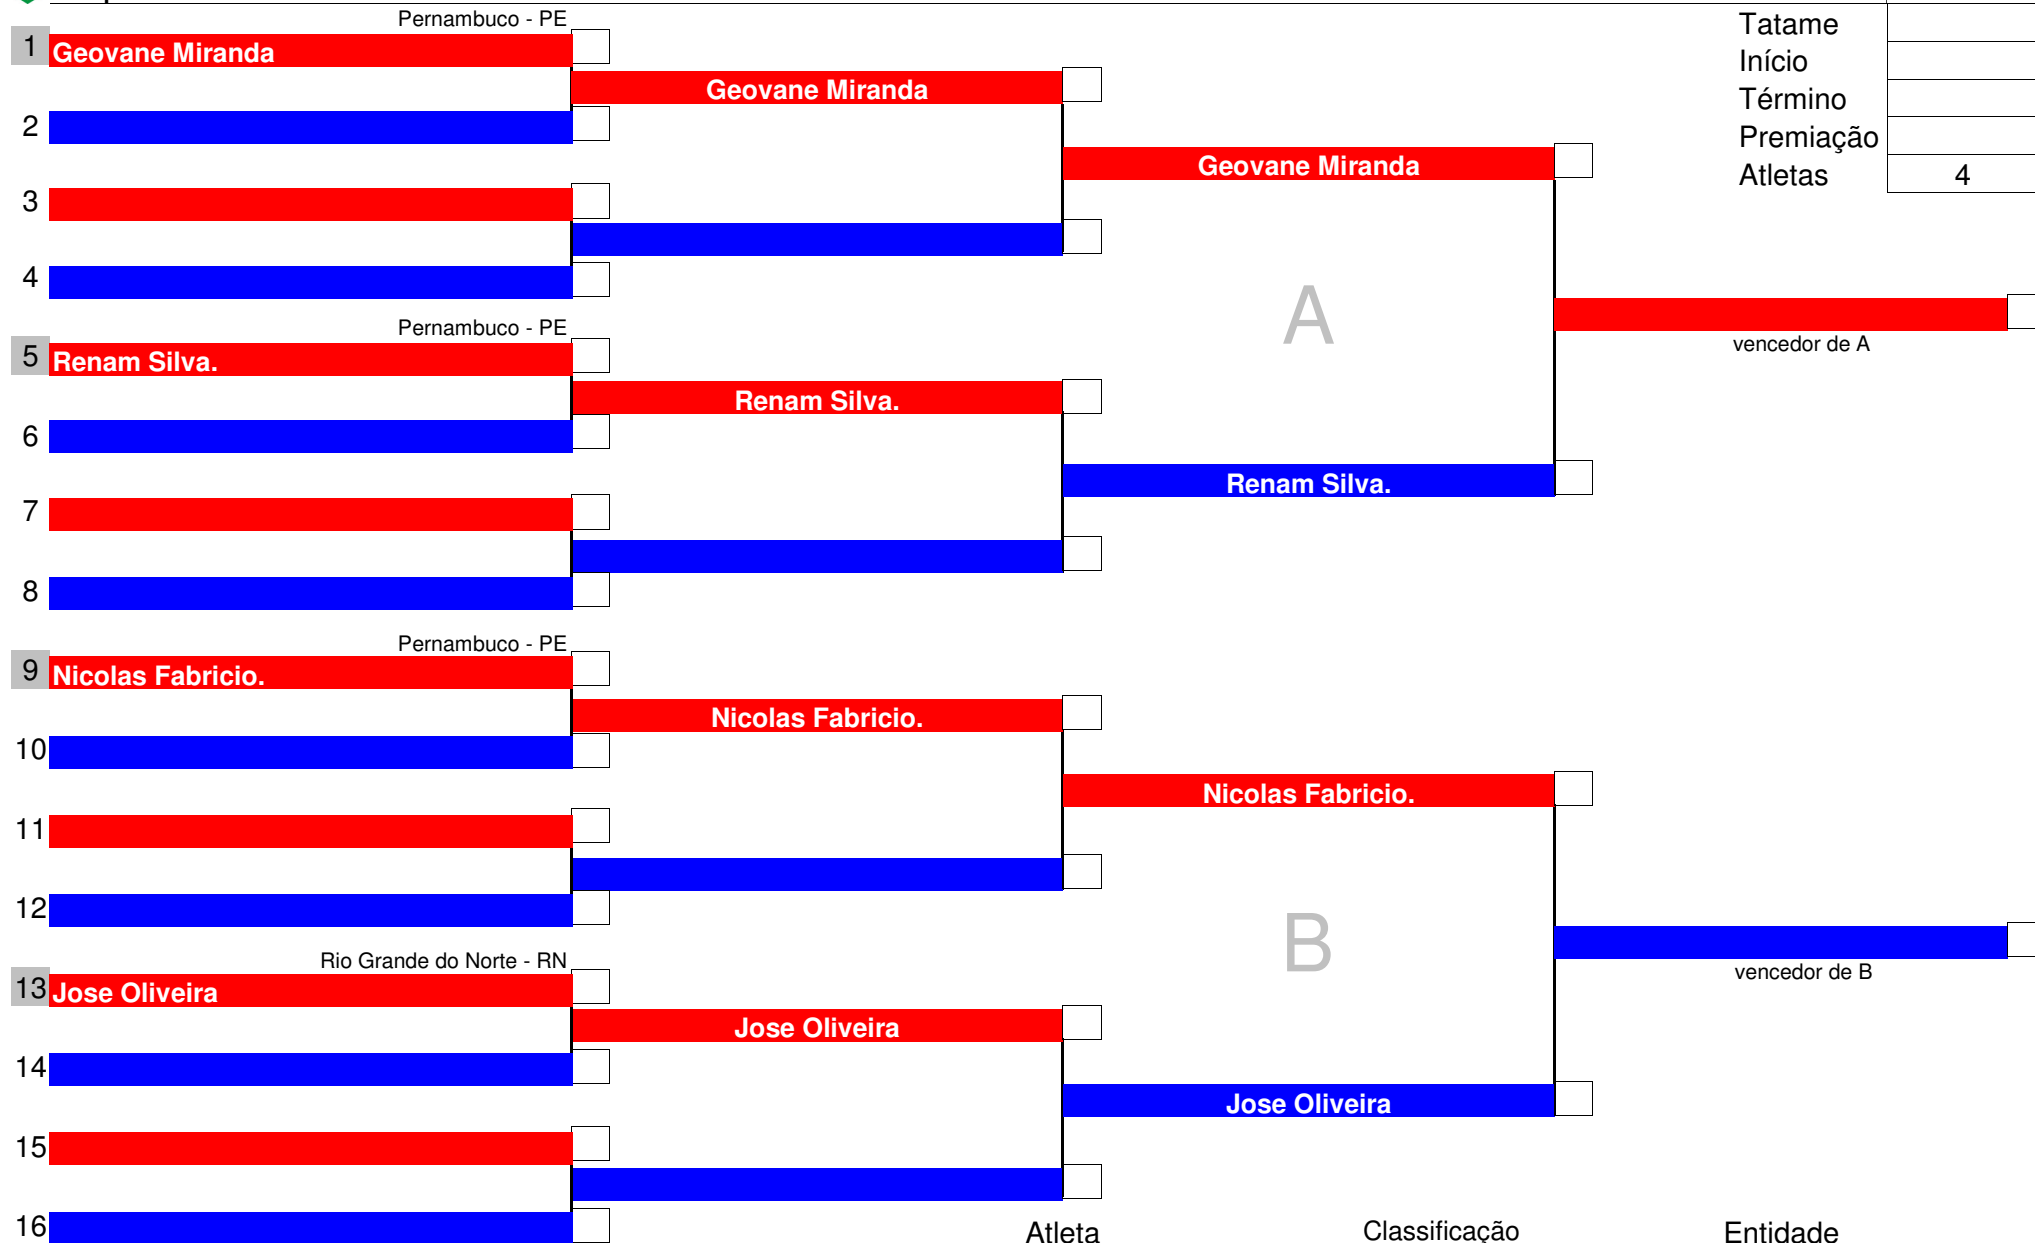 Pernambuco - PE
1 Geovane Miranda
Geovane Miranda
2
Geovane Miranda
3
4
Pernambuco - PE
5 Renam Silva.
Renam Silva.
6
Renam Silva.
7
8
Pernambuco - PE
9 Nicolas Fabricio.
Nicolas Fabricio.
10
Nicolas Fabricio.
11
12
Rio Grande do Norte - RN
13 Jose Oliveira
Jose Oliveira
14
Jose Oliveira
15
16
A
B
vencedor de A
vencedor de B
Tatame
Início
Término
Premiação
Atletas 4
Atleta Classificação Entidade